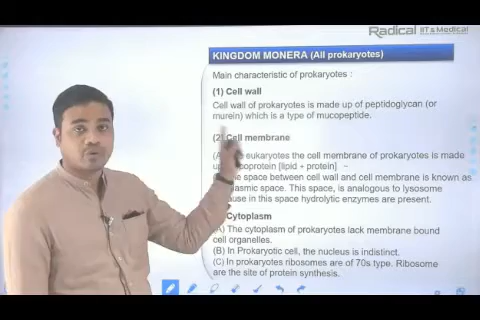 Radical IIT & Medical
KINGDOM MONERA (All prokaryotes)
Main characteristic of prokaryotes :
(1) Cell wall
Cell wall of prokaryotes is made up of peptidoglycan (or
murein) which is a type of mucopeptide.
(2) Cell membrane
(A) eukaryotes the cell membrane of prokaryotes is made
up lipoprotein [lipid + protein]
space between cell wall and cell membrane is known as
asmic space. This space, is analogous to lysosome
ause in this space hydrolytic enzymes are present.
Cytoplasm
(A) The cytoplasm of prokaryotes lack membrane bound
cell organelles.
(B) In Prokaryotic cell, the nucleus is indistinct.
(C) in prokaryotes ribosomes are of 70s type. Ribosome
are the site of protein synthesis.